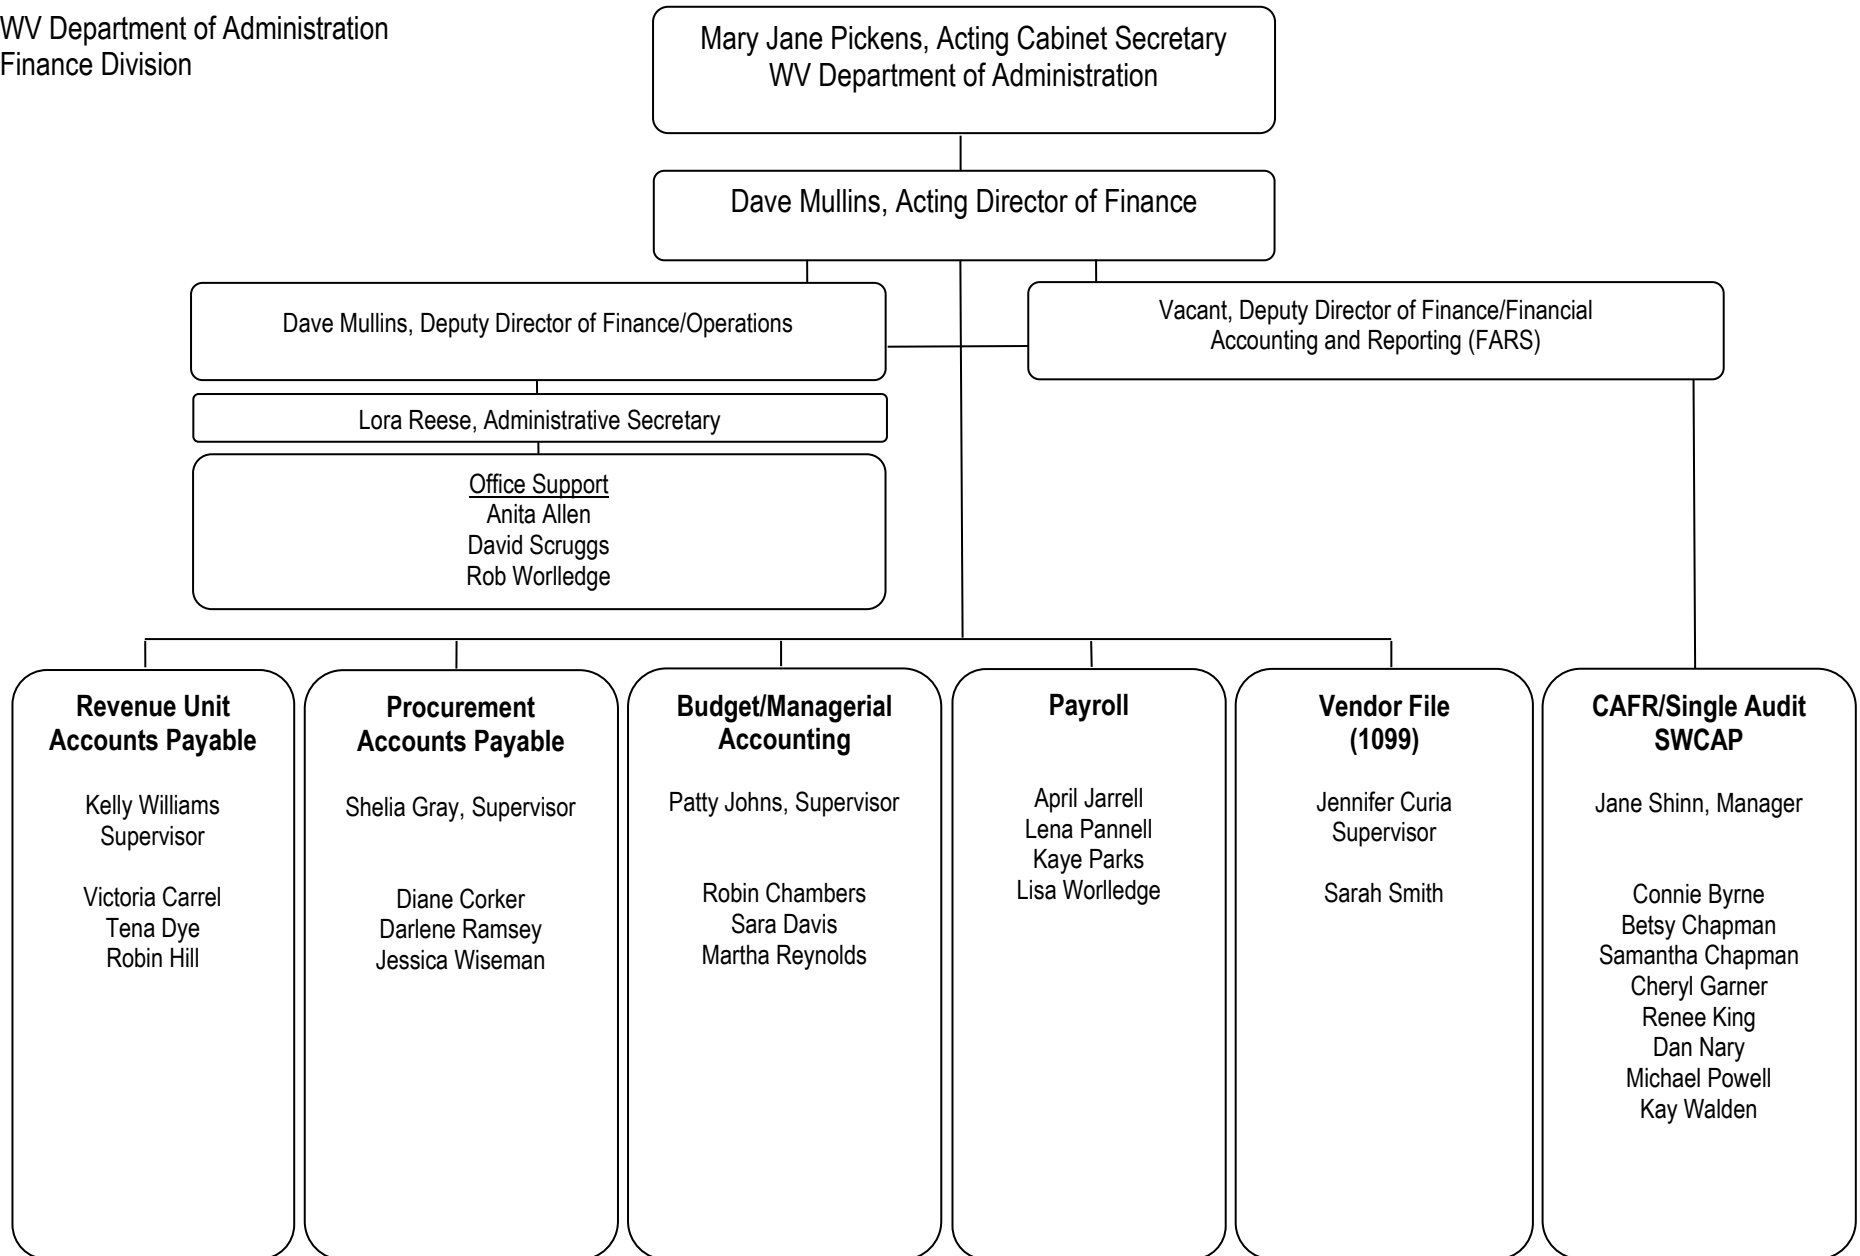 WV Department of Administration
Finance Division
Mary Jane Pickens, Acting Cabinet Secretary
WV Department of Administration
Dave Mullins, Acting Director of Finance
Dave Mullins, Deputy Director of Finance/Operations
Vacant, Deputy Director of Finance/Financial
Accounting and Reporting (FARS)
Lora Reese, Administrative Secretary
Office Support
Anita Allen
David Scruggs
Rob Worlledge
Revenue Unit
Accounts Payable
Kelly Williams
Supervisor
Victoria Carrel
Tena Dye
Robin Hill
Procurement
Accounts Payable
Shelia Gray, Supervisor
Diane Corker
Darlene Ramsey
Jessica Wiseman
Budget/Managerial
Accounting
Patty Johns, Supervisor
Robin Chambers
Sara Davis
Martha Reynolds
Payroll
April Jarrell
Lena Pannell
Kaye Parks
Lisa Worlledge
Vendor File
(1099)
Jennifer Curia
Supervisor
Sarah Smith
CAFR/Single Audit
SWCAP
Jane Shinn, Manager
Connie Byrne
Betsy Chapman
Samantha Chapman
Cheryl Garner
Renee King
Dan Nary
Michael Powell
Kay Walden